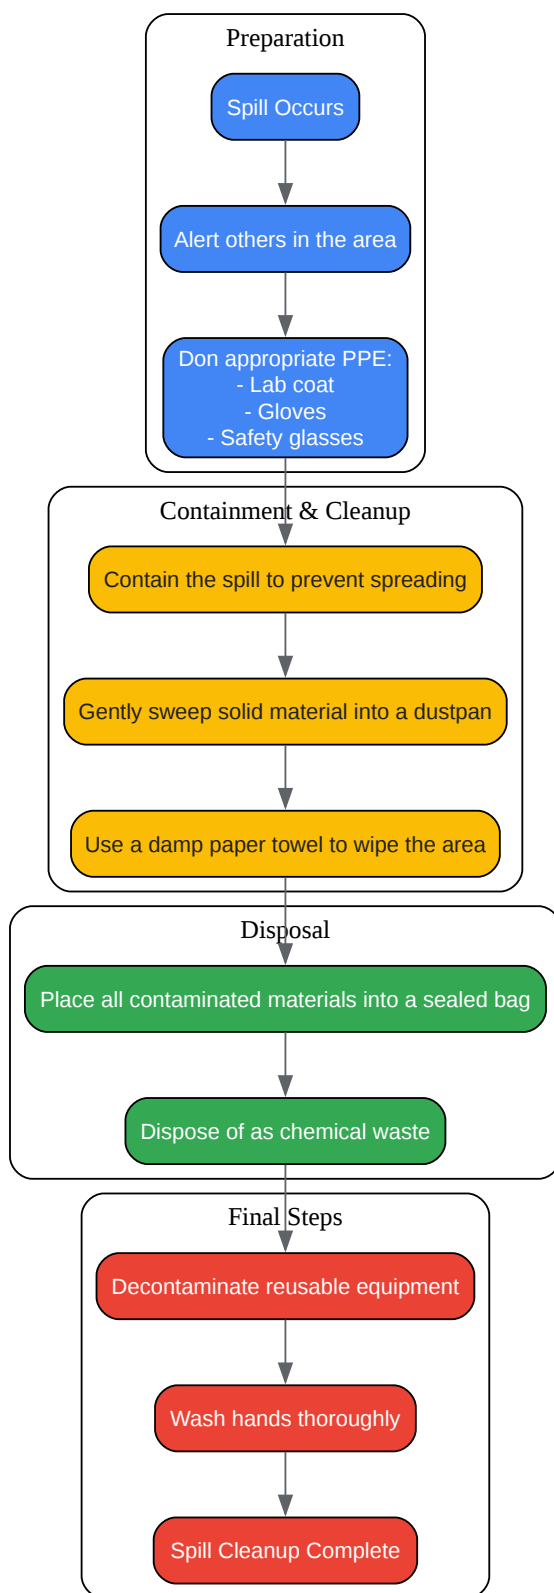 Preparation
Spill Occurs
Alert others in the area
Don appropriate PPE:
- Lab coat
- Gloves
- Safety glasses
Containment & Cleanup
Contain the spill to prevent spreading
Gently sweep solid material into a dustpan
Use a damp paper towel to wipe the area
Disposal
Place all contaminated materials into a sealed bag
Dispose of as chemical waste
Final Steps
Decontaminate reusable equipment
Wash hands thoroughly
Spill Cleanup Complete